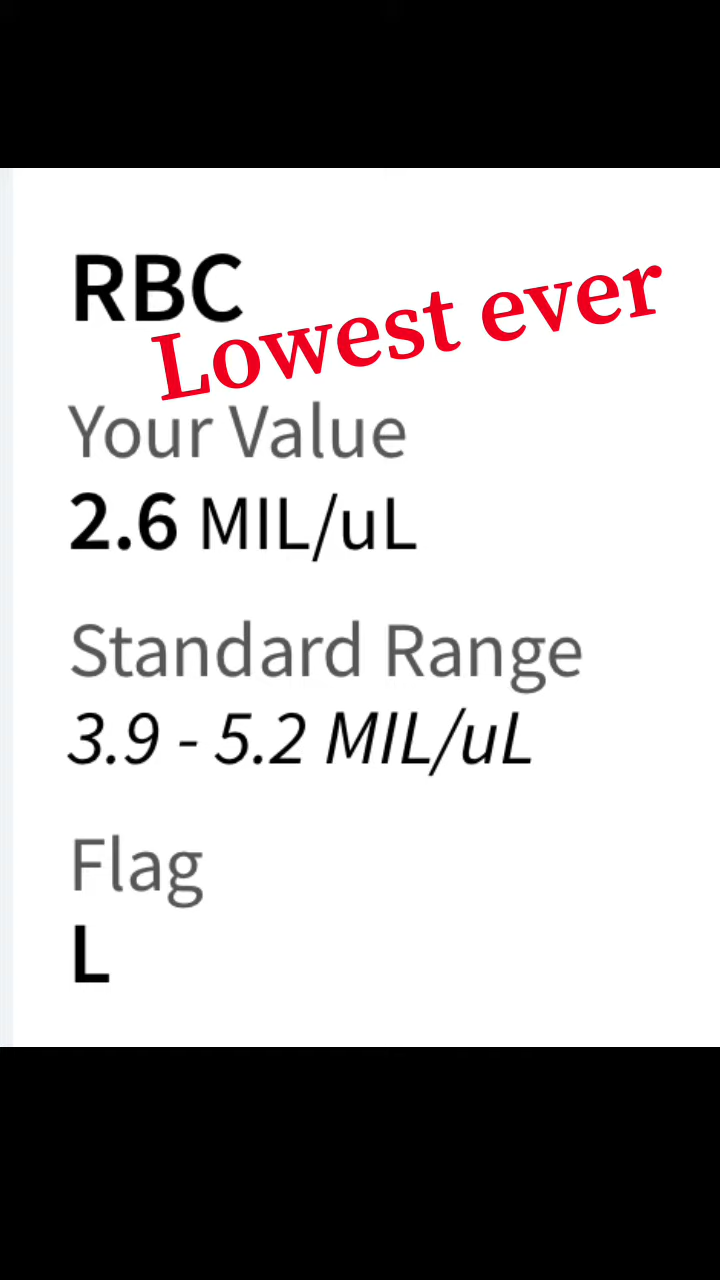 RBC
Lowest ever
Your Value
2.6 MIL/uL
Standard Range
3.9 - 5.2 MIL/uL
Flag
L